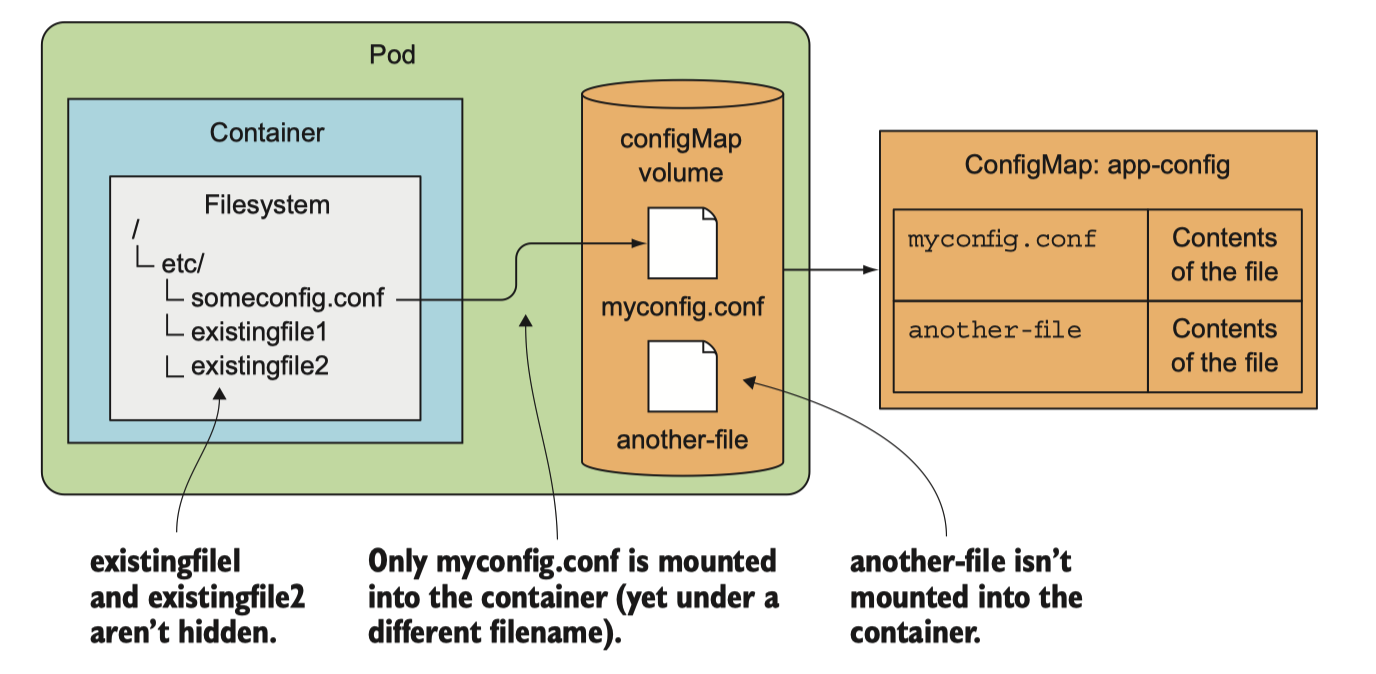 Pod
Container
Filesystem
/
etc/
someconfig.conf
existingfile1
existingfile2
configMap
volume
myconfig.conf
another-file
ConfigMap: app-config
myconfig.conf
Contents
of the file
another-file
Contents
of the file
existingfile1
and existingfile2
aren’t hidden.
Only myconfig.conf is mounted
into the container (yet under a
different filename).
another-file isn’t
mounted into the
container.